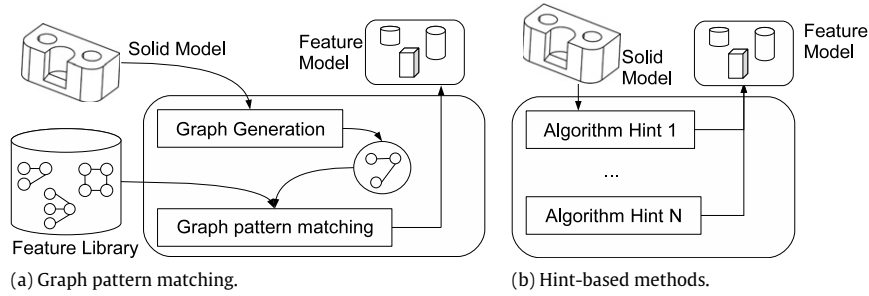 Solid Model
Feature
Model
Graph Generation
Graph pattern matching
Feature Library
(a) Graph pattern matching.
Solid
Model
Feature
Model
Algorithm Hint 1
...
Algorithm Hint N
(b) Hint-based methods.